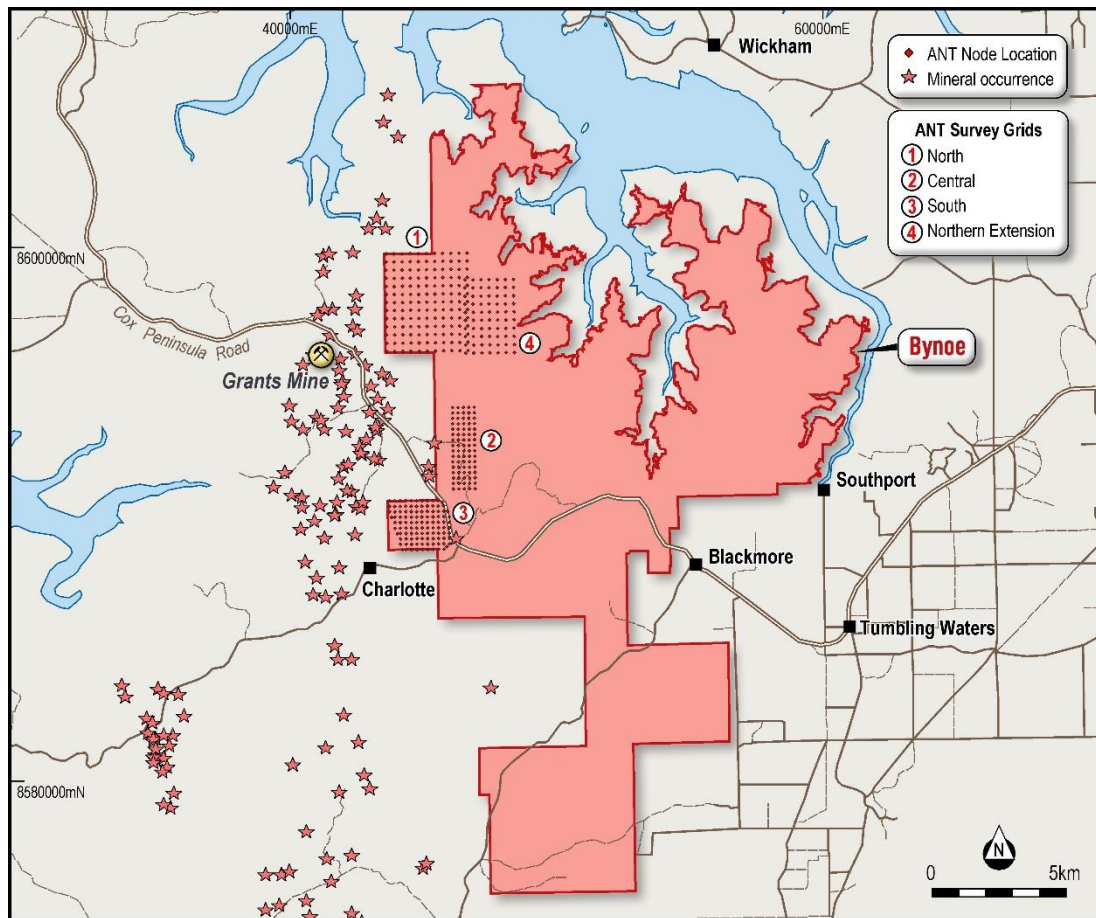 40000mE
60000mE
Wickham
ANT Node Location
Mineral occurrence
ANT Survey Grids
1 North
2 Central
3 South
4 Northern Extension
1
8600000mN
Cox Peninsula Road
4
Bynoe
Grants Mine
2
Southport
3
Blackmore
Charlotte
Tumbling Waters
8580000mN
N
0 5km